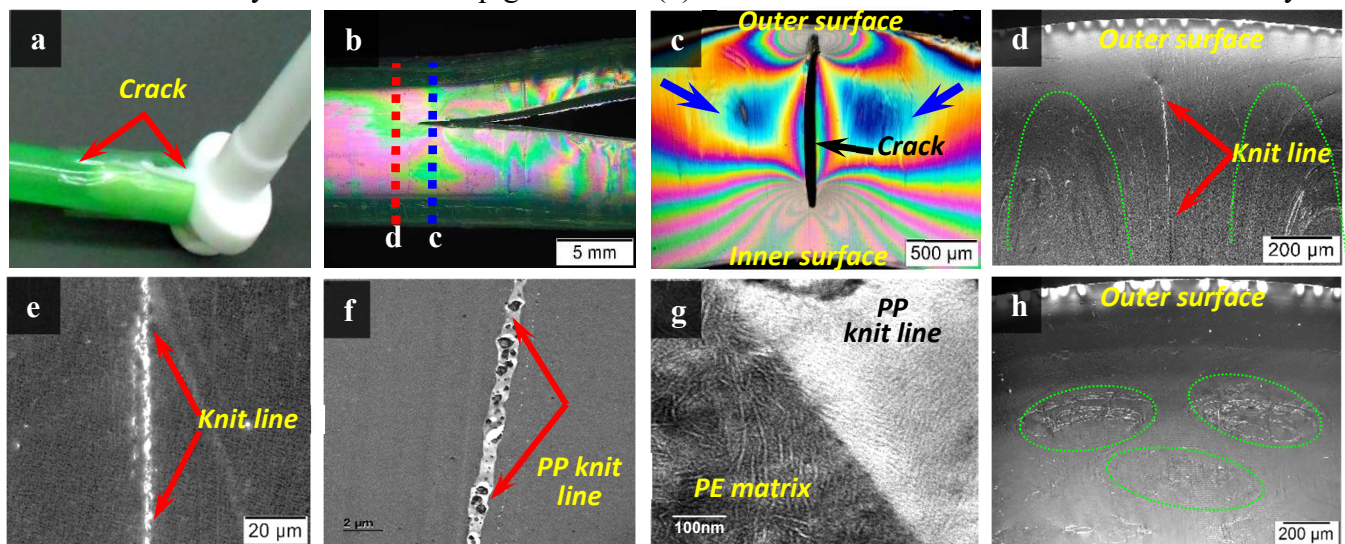 a
Crack
b
d
c
5 mm
c
Outer surface
Crack
Inner surface
500 µm
d
Outer surface
Knit line
200 µm
e
Knit line
20 µm
f
PP knit
line
2 µm
g
PP
knit line
PE matrix
100nm
h
Outer surface
200 µm